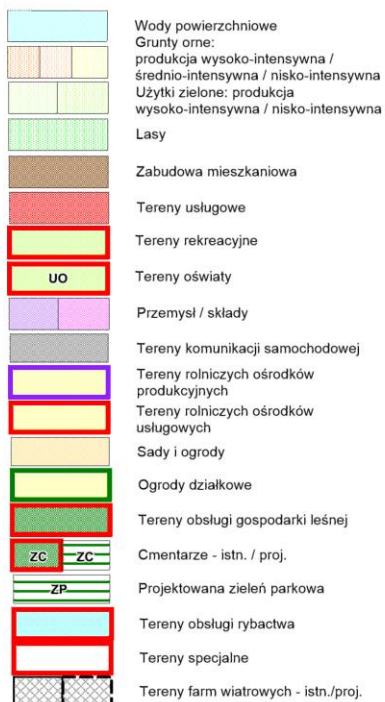 Wody powierzchniowe
Grunty orne:
produkcja wysoko-intensywna /
średnio-intensywna / nisko-intensywna
Użytki zielone: produkcja
wysoko-intensywna / nisko-intensywna
Lasy
Zabudowa mieszkaniowa
Tereny usługowe
Tereny rekreacyjne
UO Tereny oświaty
Przemysł / składy
Tereny komunikacji samochodowej
Tereny rolniczych ośrodków
produkcyjnych
Tereny rolniczych ośrodków
usługowych
Sady i ogrody
Ogrody działkowe
Tereny obsługi gospodarki leśnej
ZC ZC Cmentarze - istn. / proj.
ZP Projektowana zieleń parkowa
Tereny obsługi rybactwa
Tereny specjalne
Tereny farm wiatrowych - istn./proj.